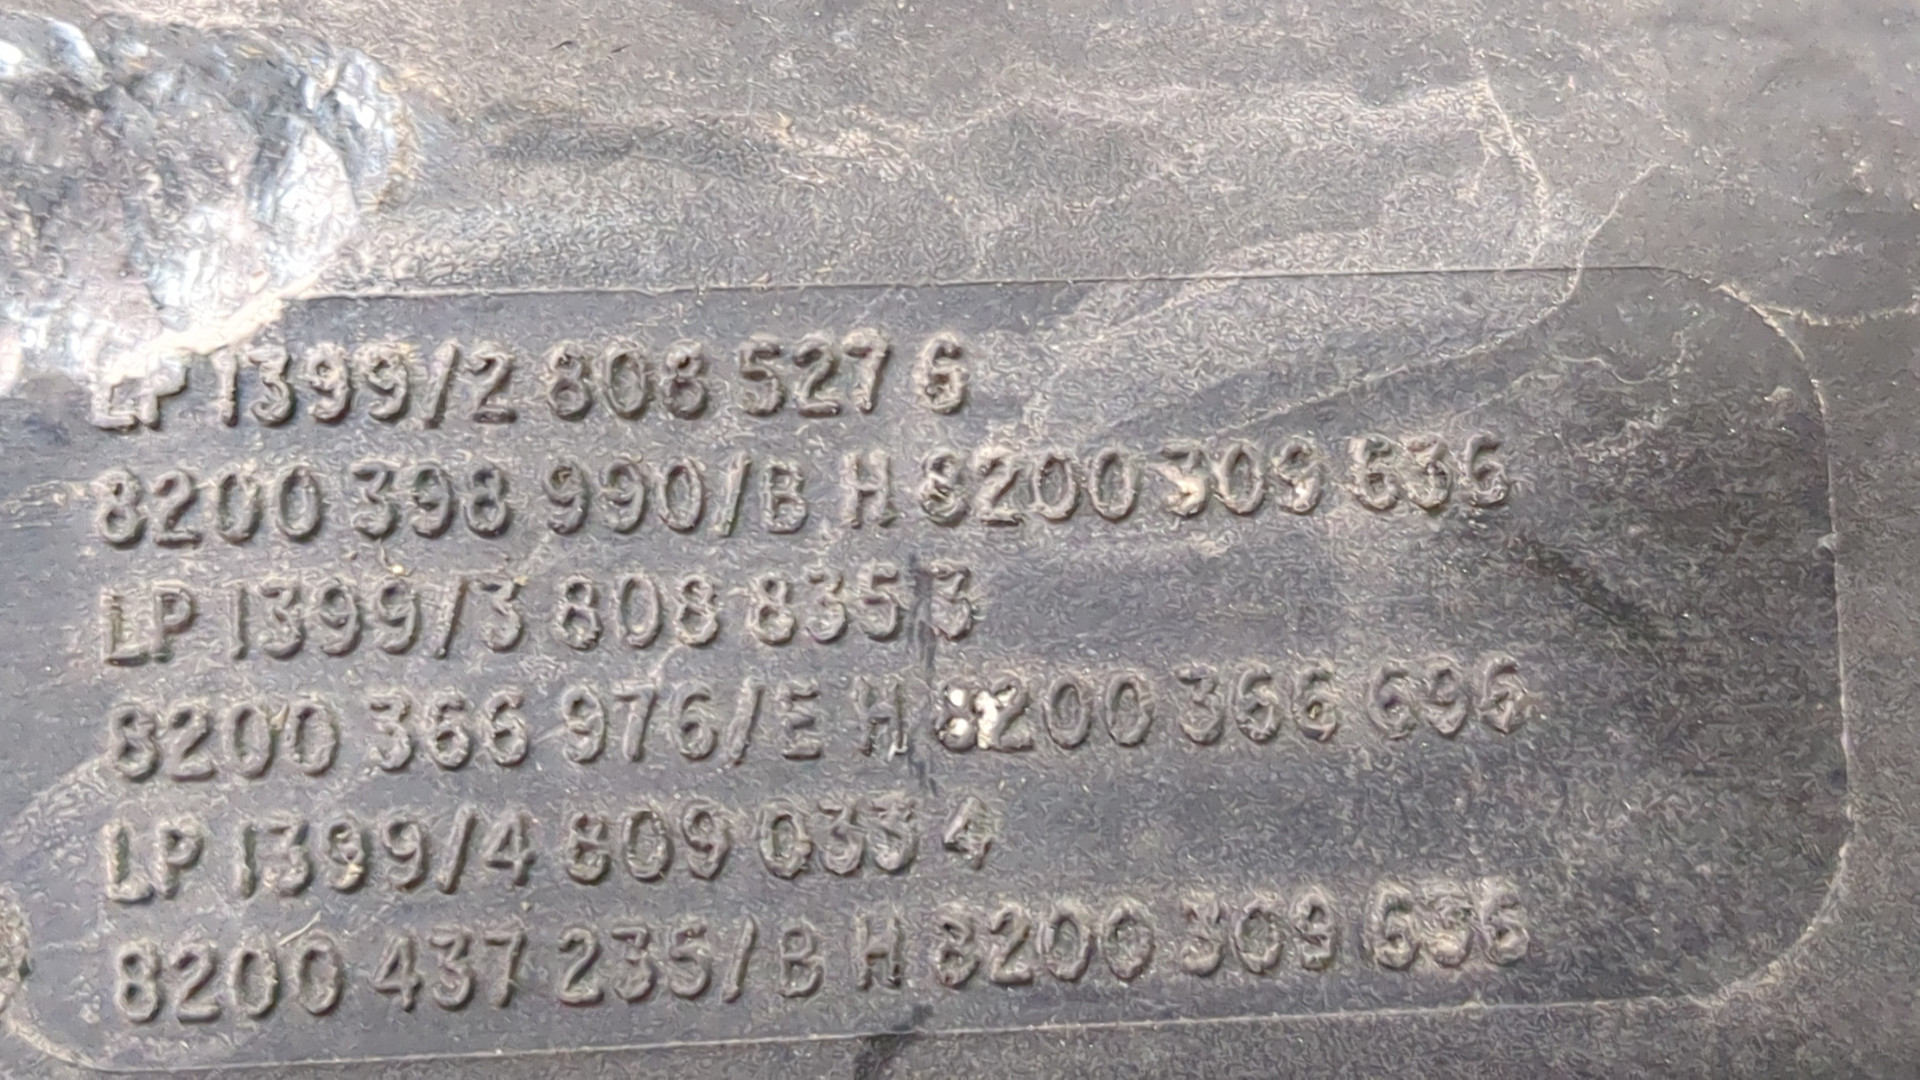 LP 1399/2 808 527 6
8200 398 990/B H 8200 309 636
LP 1399/3 808 835 3
8200 366 976/E H 8200 366 696
LP 1399/4 809 033 4
8200 437 235/B H 8200 309 636